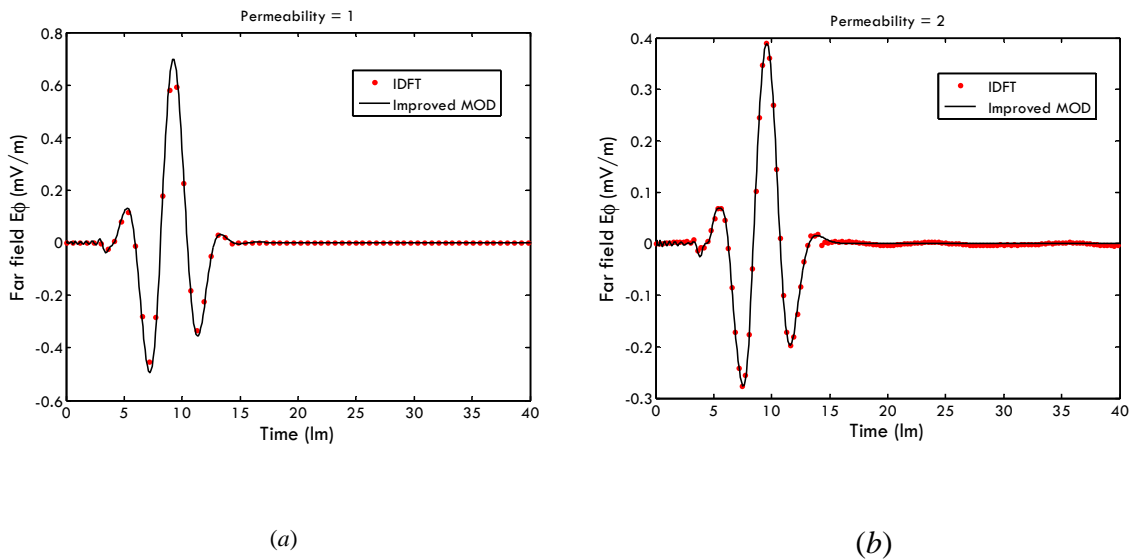 Permeability = 1
0.8
0.6
0.4
0.2
0
-0.2
-0.4
-0.6
0 5 10 15 20 25 30 35 40
Far field Eϕ (mV/m)
Time (lm)
IDFT
Improved MOD
(a)
Permeability = 2
0.4
0.3
0.2
0.1
0
-0.1
-0.2
-0.3
0 5 10 15 20 25 30 35 40
Far field Eϕ (mV/m)
Time (lm)
IDFT
Improved MOD
(b)